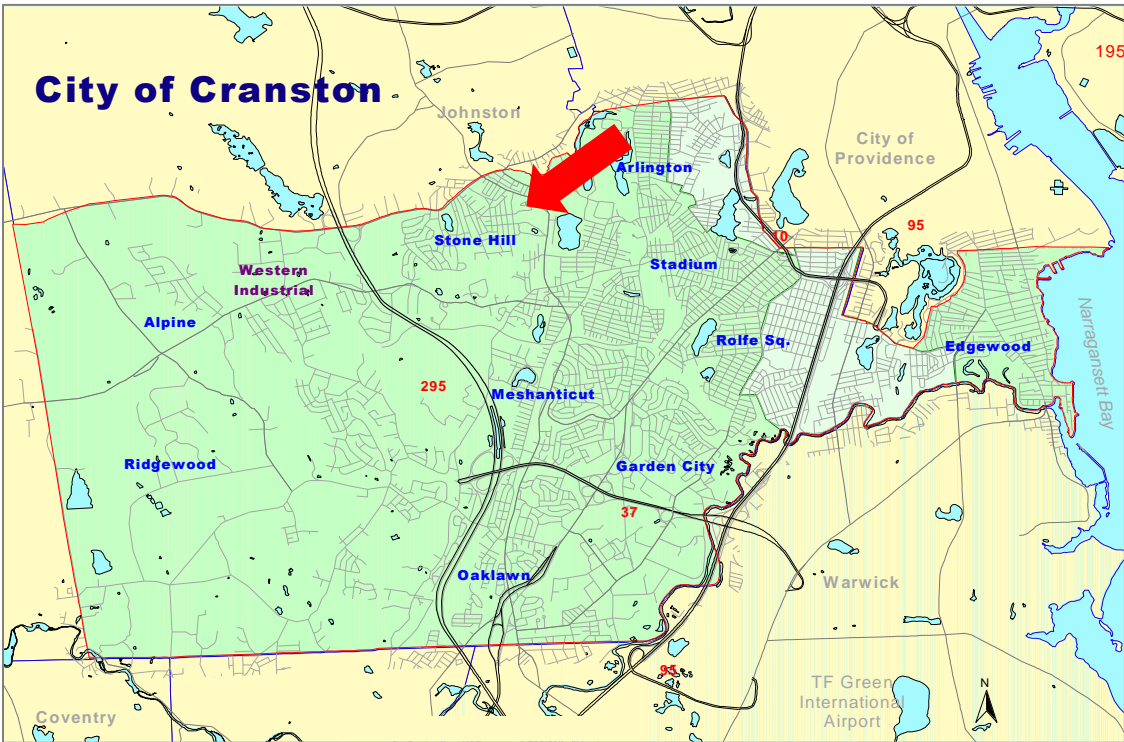 City of Cranston
195
Johnston
City of
Providence
Arlington
10
95
Stone Hill
Stadium
Western
Industrial
Alpine
Rolfe Sq.
Edgewood
Narragansett Bay
295
Meshanticut
Ridgewood
Garden City
37
Oaklawn
Warwick
95
TF Green
International
Airport
N
Coventry